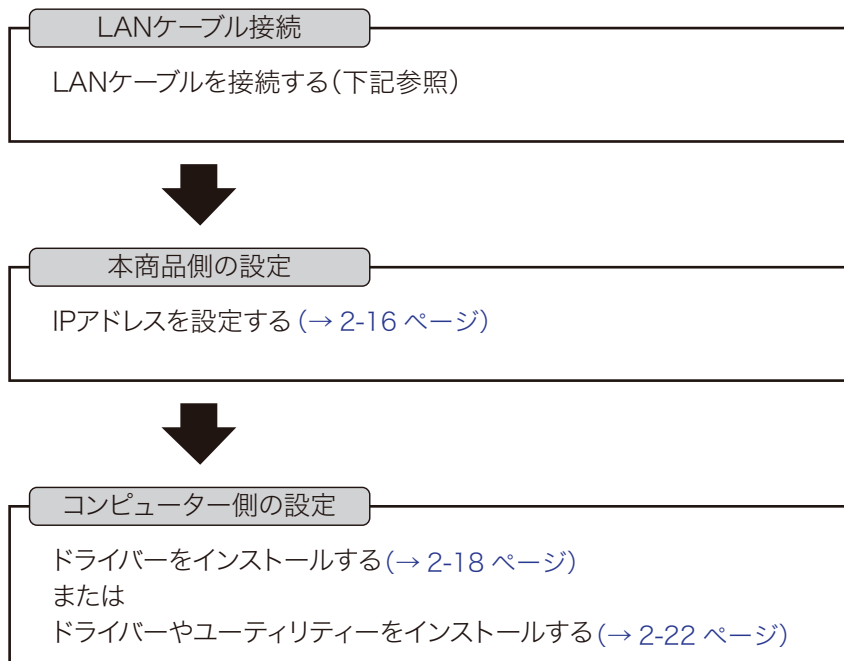 LANケーブル接続
LANケーブルを接続する（下記参照）
本商品側の設定
IPアドレスを設定する（→ 2-16 ページ）
コンピューター側の設定
ドライバーをインストールする（→ 2-18 ページ）
または
ドライバーやユーティリティーをインストールする（→ 2-22 ページ）